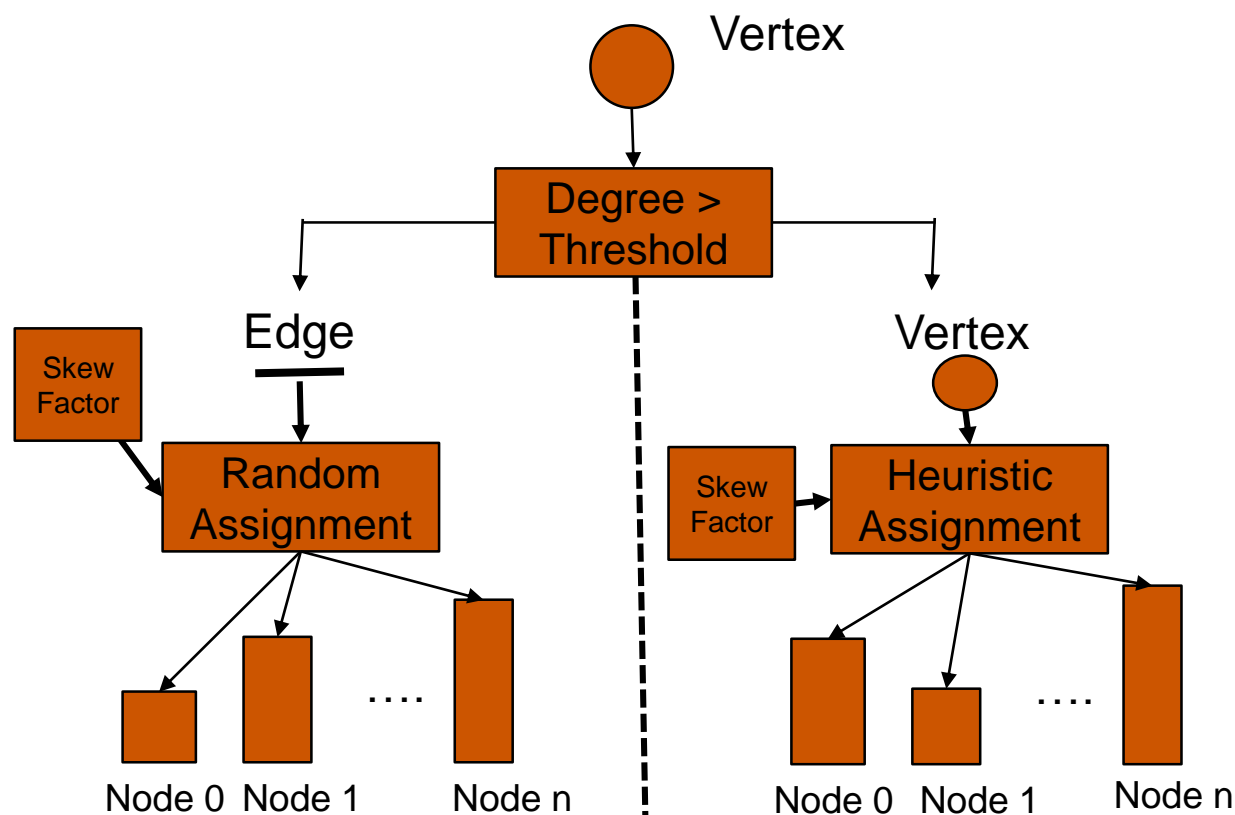 Vertex
Degree >
Threshold
Edge
Vertex
Skew
Factor
Random
Assignment
Skew
Factor
Heuristic
Assignment
....
....
Node 0
Node 1
Node n
Node 0
Node 1
Node n